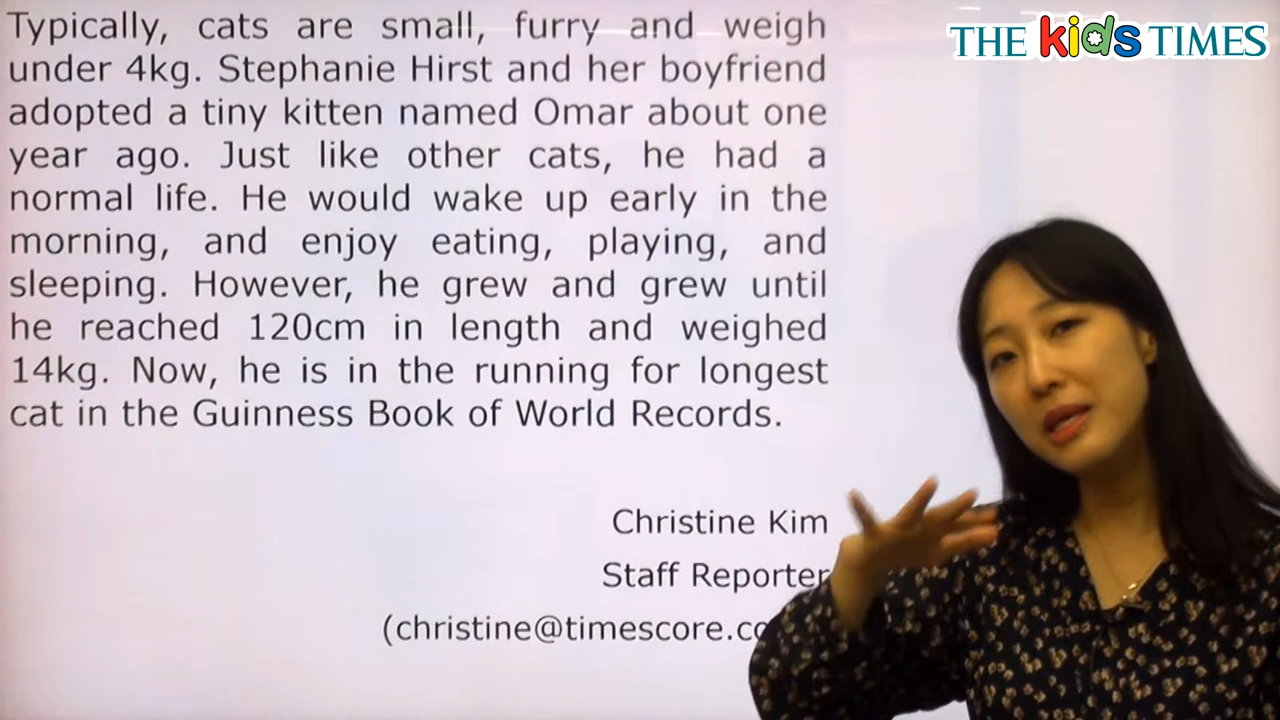 THE kids TIMES
Typically, cats are small, furry and weigh
under 4kg. Stephanie Hirst and her boyfriend
adopted a tiny kitten named Omar about one
year ago. Just like other cats, he had a
normal life. He would wake up early in the
morning, and enjoy eating, playing, and
sleeping. However, he grew and grew until
he reached 120cm in length and weighed
14kg. Now, he is in the running for longest
cat in the Guinness Book of World Records.
Christine Kim
Staff Reporter
(christine@timescore.co